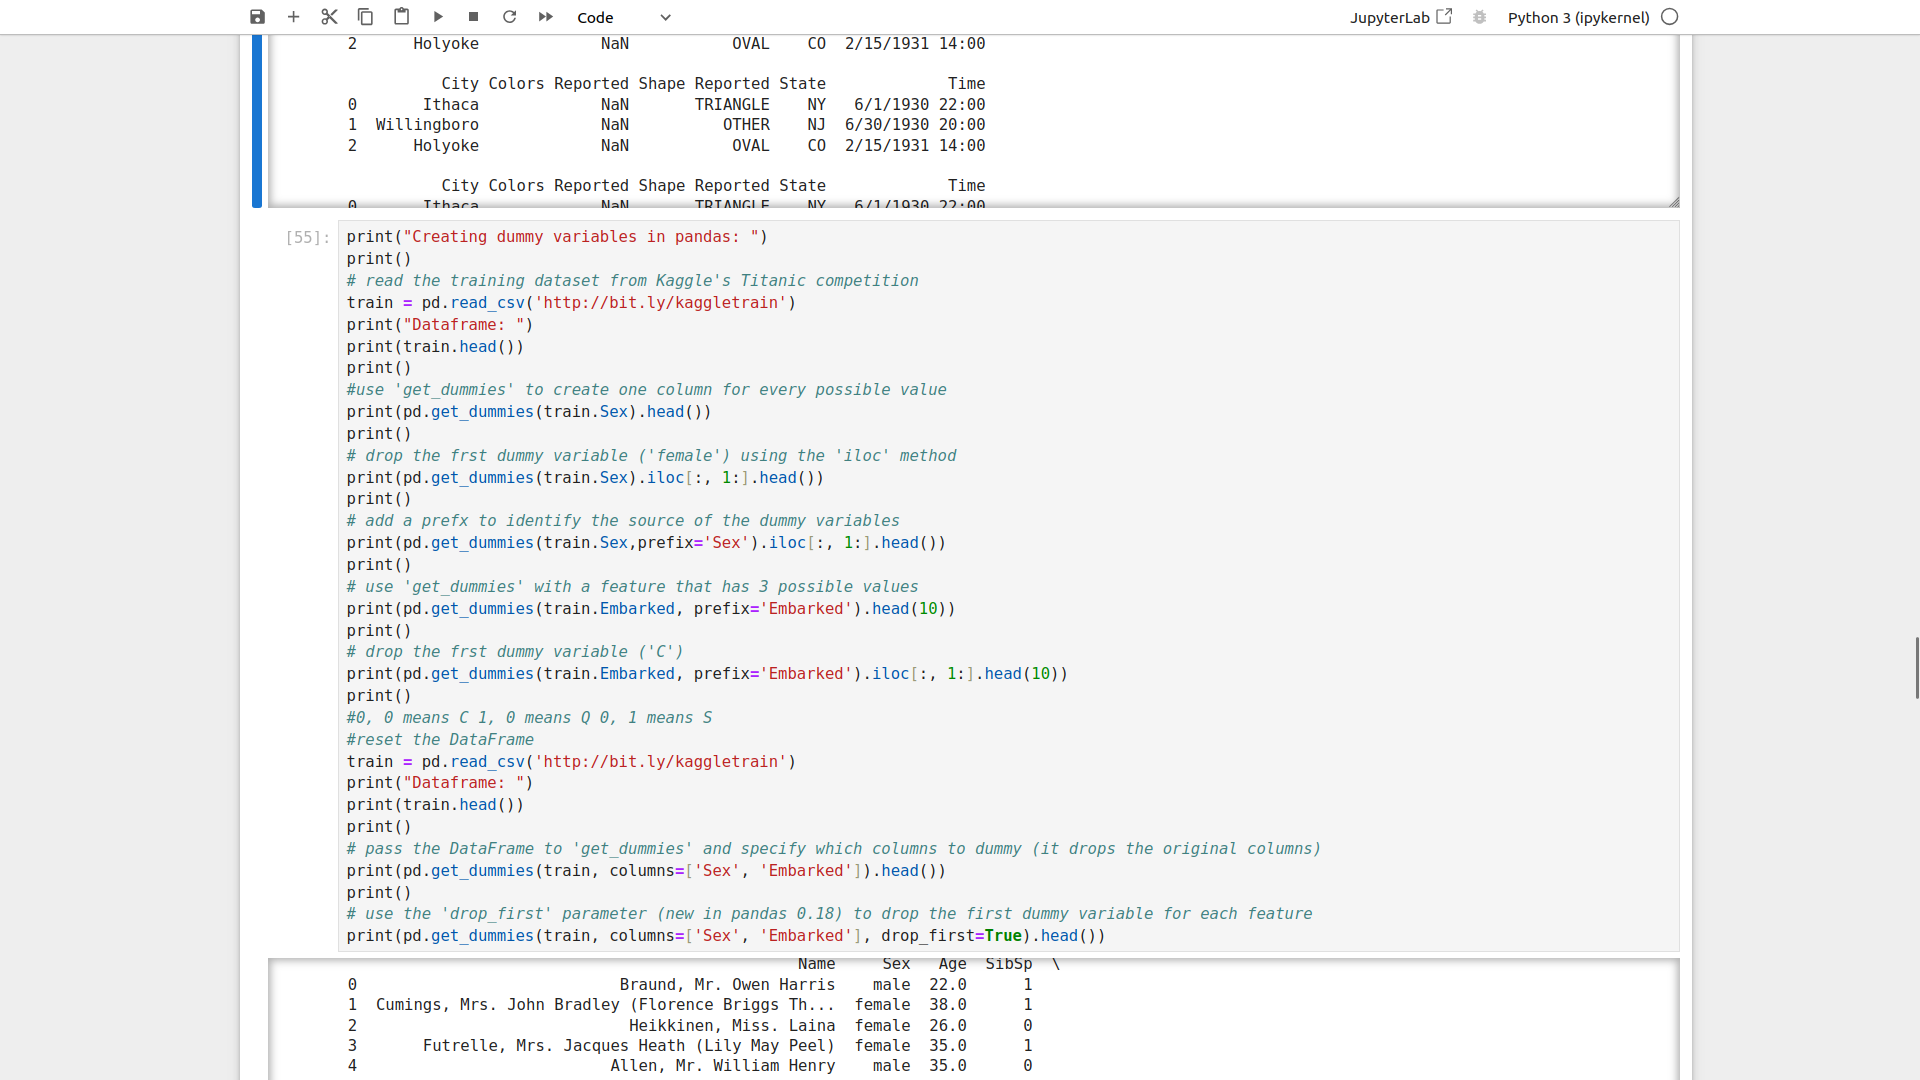 Code
JupyterLab
Python 3 (ipykernel)
2      Holyoke             NaN            OVAL    CO  2/15/1931 14:00
          City Colors Reported Shape Reported State             Time
0       Ithaca             NaN       TRIANGLE    NY   6/1/1930 22:00
1  Willingboro             NaN          OTHER    NJ  6/30/1930 20:00
2      Holyoke             NaN           OVAL    CO  2/15/1931 14:00
          City Colors Reported Shape Reported State             Time
0       Ithaca             NaN       TRIANGLE    NY   6/1/1930 22:00
[55]:
print("Creating dummy variables in pandas: ")
print()
# read the training dataset from Kaggle's Titanic competition
train = pd.read_csv('http://bit.ly/kaggletrain')
print("Dataframe: ")
print(train.head())
print()
#use 'get_dummies' to create one column for every possible value
print(pd.get_dummies(train.Sex).head())
print()
# drop the frst dummy variable ('female') using the 'iloc' method
print(pd.get_dummies(train.Sex).iloc[:, 1:].head())
print()
# add a prefx to identify the source of the dummy variables
print(pd.get_dummies(train.Sex,prefix='Sex').iloc[:, 1:].head())
print()
# use 'get_dummies' with a feature that has 3 possible values
print(pd.get_dummies(train.Embarked, prefix='Embarked').head(10))
print()
# drop the frst dummy variable ('C')
print(pd.get_dummies(train.Embarked, prefix='Embarked').iloc[:, 1:].head(10))
print()
#0, 0 means C 1, 0 means Q 0, 1 means S
#reset the DataFrame
train = pd.read_csv('http://bit.ly/kaggletrain')
print("Dataframe: ")
print(train.head())
print()
# pass the DataFrame to 'get_dummies' and specify which columns to dummy (it drops the original columns)
print(pd.get_dummies(train, columns=['Sex', 'Embarked']).head())
print()
# use the 'drop_first' parameter (new in pandas 0.18) to drop the first dummy variable for each feature
print(pd.get_dummies(train, columns=['Sex', 'Embarked'], drop_first=True).head())
Name     Sex   Age  SibSp  \
0                            Braund, Mr. Owen Harris    male  22.0      1
1  Cumings, Mrs. John Bradley (Florence Briggs Th...  female  38.0      1
2                             Heikkinen, Miss. Laina  female  26.0      0
3       Futrelle, Mrs. Jacques Heath (Lily May Peel)  female  35.0      1
4                           Allen, Mr. William Henry    male  35.0      0